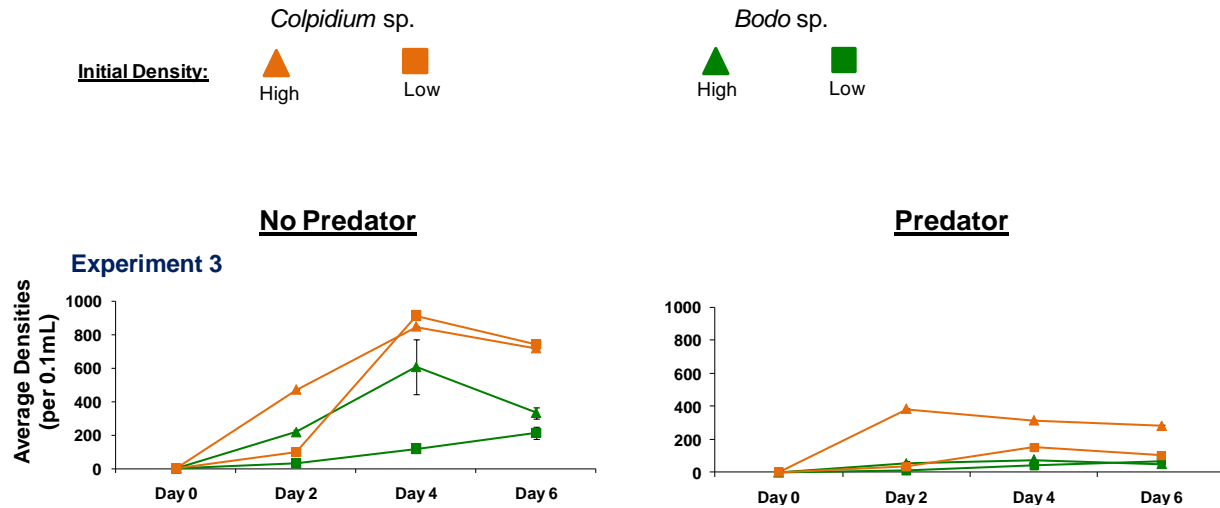 Colpidium sp.
Bodo sp.
Initial Density:
High
Low
High
Low
No Predator
Predator
Experiment 3
Average Densities
(per 0.1mL)
1000
800
600
400
200
0
Day 0
Day 2
Day 4
Day 6
1000
800
600
400
200
0
Day 0
Day 2
Day 4
Day 6